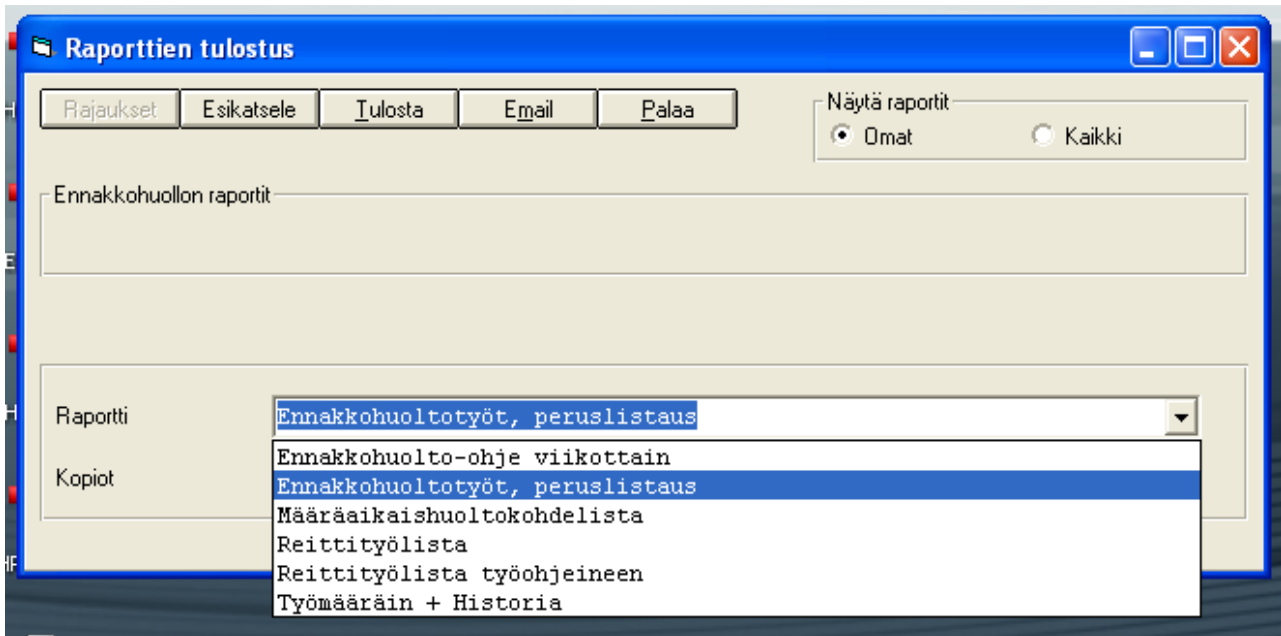 Raporttien tulostus
Rajaukset Esikatsele Tulosta Email Palaa
Näytä raportit
Omat Kaikki
Ennakkohuollon raportit
Raportti Ennakkohuoltotyöt, peruslistaus
Kopiot
Ennakkohuolto-ohje viikottain
Ennakkohuoltotyöt, peruslistaus
Määräaikaishuoltokohdelista
Reittityölista
Reittityölista työohjeineen
Työmääräin + Historia